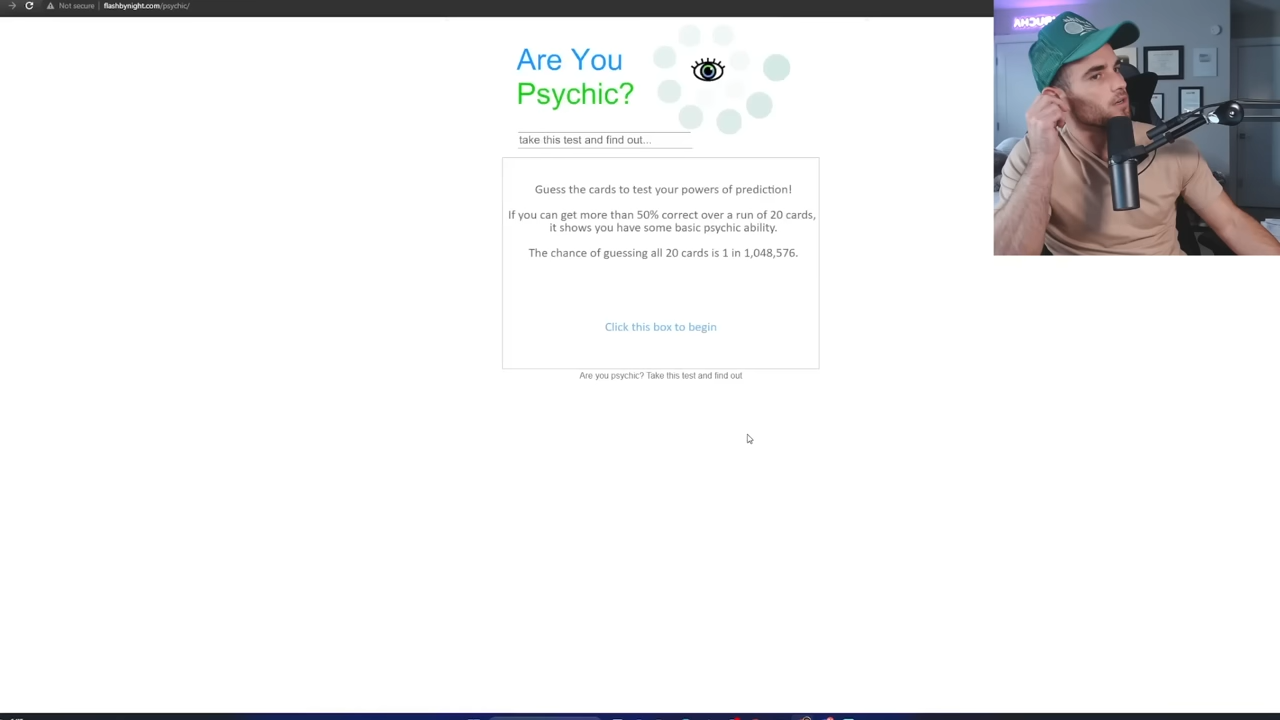 Not secure | flashbynight.com/psychic/
Are You
Psychic?
take this test and find out...
Guess the cards to test your powers of prediction!
If you can get more than 50% correct over a run of 20 cards,
it shows you have some basic psychic ability.
The chance of guessing all 20 cards is 1 in 1,048,576.
Click this box to begin
Are you psychic? Take this test and find out